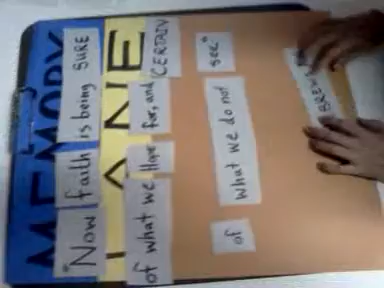 MEMORY
LANE
"Now faith is being SURE
of what we Hope for, and CERTAIN
of what we do not see"